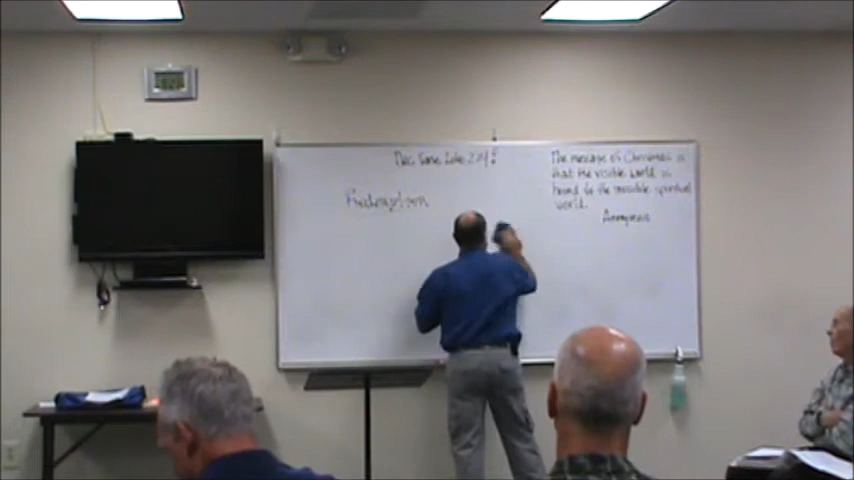 Redemption
The message of Christmas is
that the visible world is
bound to the invisible spiritual
world.
Anonymous